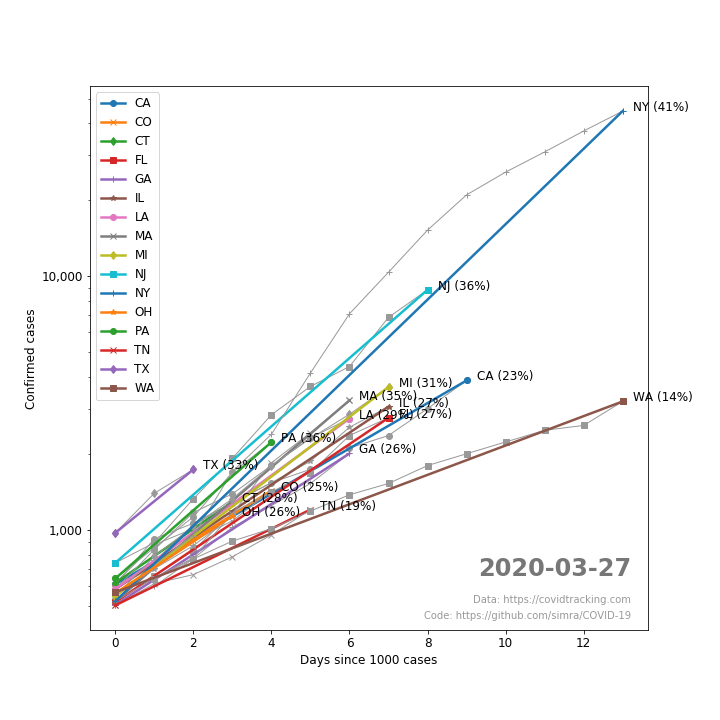 CA
CO
CT
FL
GA
IL
LA
MA
MI
NJ
NY
OH
PA
TN
TX
WA
NY (41%)
NJ (36%)
CA (23%)
MI (31%)
MA (35%)
WA (14%)
IL (27%)
FL (27%)
LA (29%)
PA (36%)
GA (26%)
TX (33%)
CO (25%)
CT (28%)
TN (19%)
OH (26%)
10,000
1,000
Confirmed cases
2020-03-27
Data: https://covidtracking.com
Code: https://github.com/simra/COVID-19
0 2 4 6 8 10 12
Days since 1000 cases